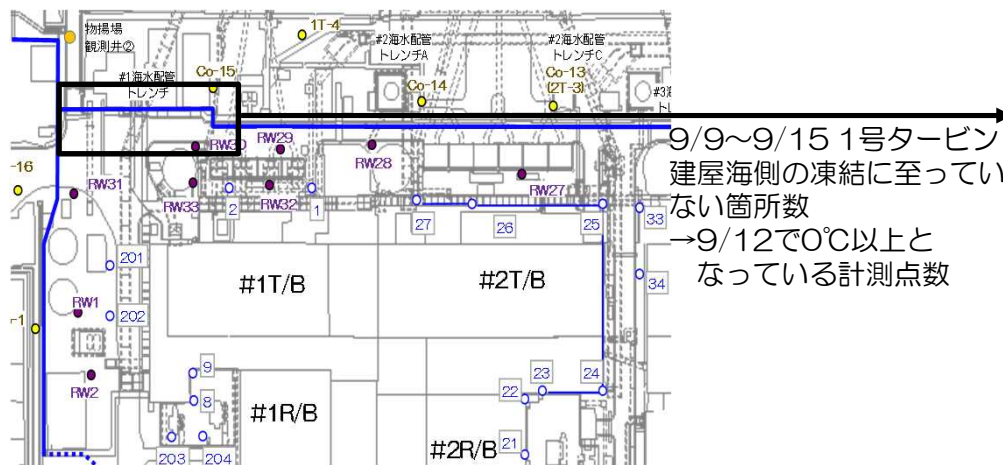 1T-4
物揚場
観測井②
#2海水配管
トレンチA
#2海水配管
トレンチC
#1海水配管
トレンチ
Co-15
Co-14
Co-13
(2T-3)
#3海
RW30
RW29
RW28
-16
RW31
RW33
RW32
RW27
2
1
27
26
25
33
34
201
202
#1T/B
#2T/B
RW1
-1
RW2
9
8
23
24
22
#1R/B
#2R/B
21
203
204
9/9～9/15 1号タービン
建屋海側の凍結に至ってい
ない箇所数
→9/12で0℃以上と
なっている計測点数